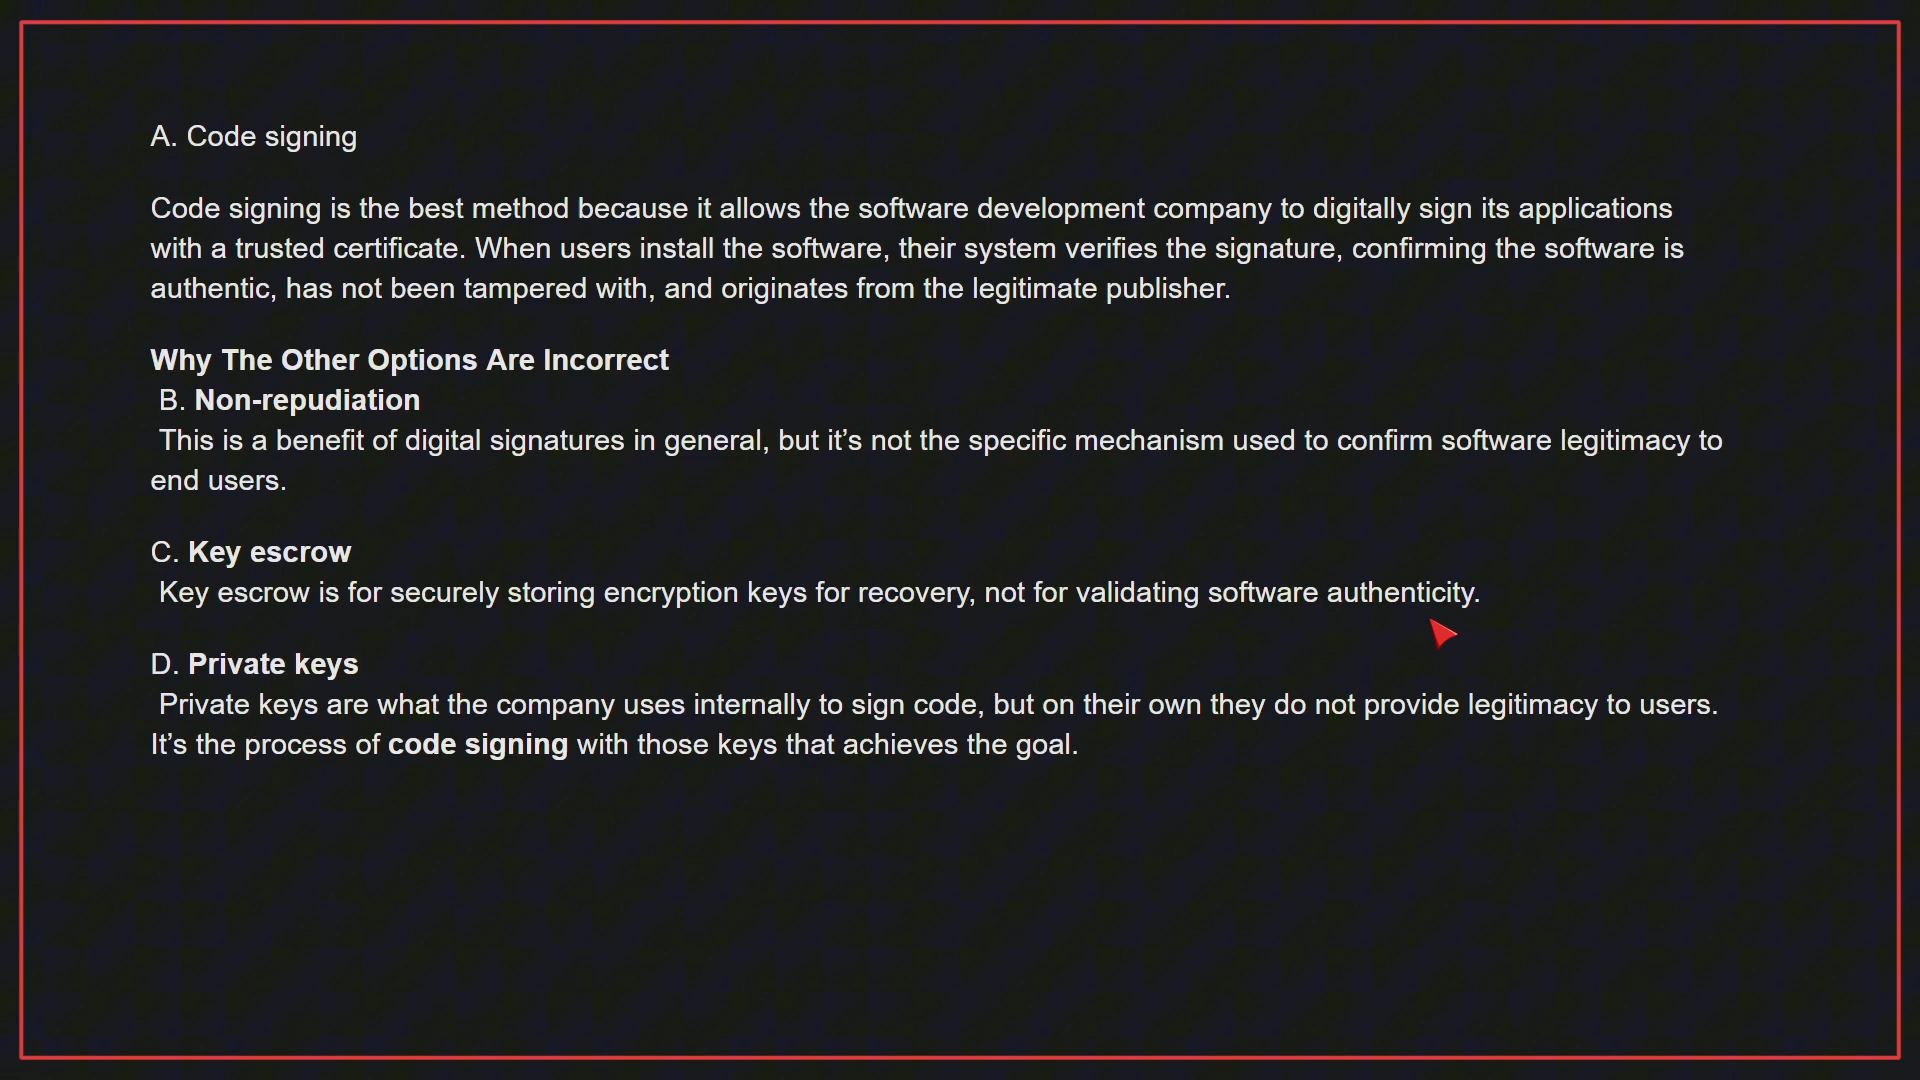 A. Code signing
Code signing is the best method because it allows the software development company to digitally sign its applications
with a trusted certificate. When users install the software, their system verifies the signature, confirming the software is
authentic, has not been tampered with, and originates from the legitimate publisher.
Why The Other Options Are Incorrect
B. Non-repudiation
This is a benefit of digital signatures in general, but it’s not the specific mechanism used to confirm software legitimacy to
end users.
C. Key escrow
Key escrow is for securely storing encryption keys for recovery, not for validating software authenticity.
D. Private keys
Private keys are what the company uses internally to sign code, but on their own they do not provide legitimacy to users.
It’s the process of code signing with those keys that achieves the goal.